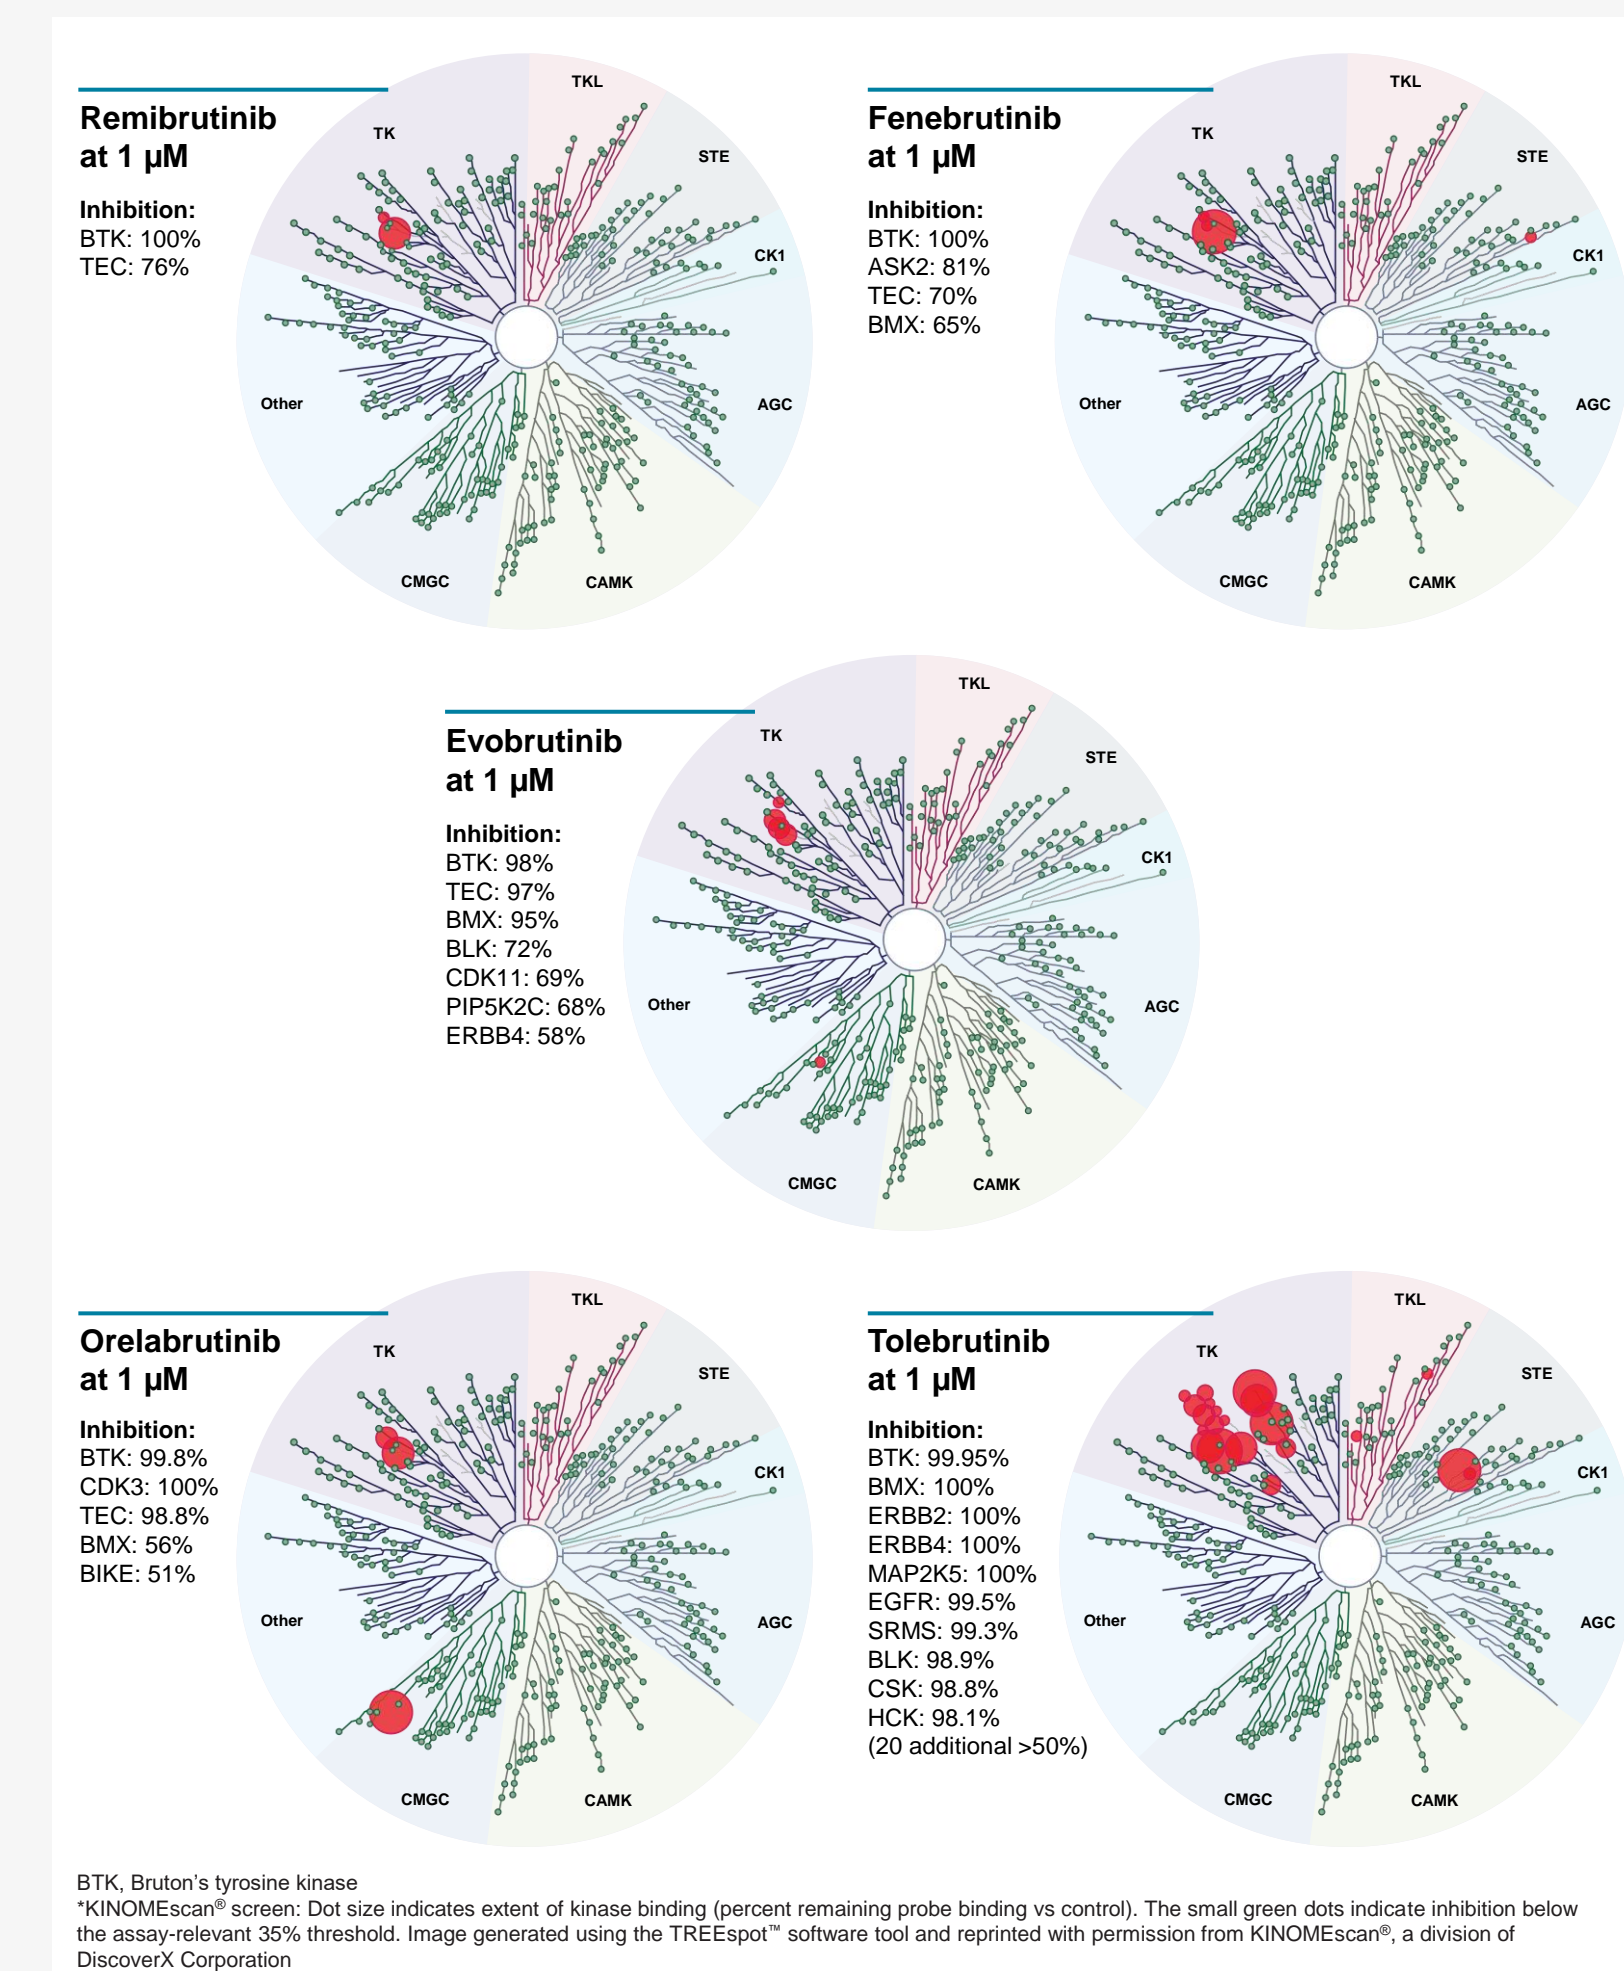 Remibrutinib
at 1 µM
Inhibition:
BTK: 100%
TEC: 76%
TK
TKL
STE
CK1
AGC
CAMK
CMGC
Other
Fenebrutinib
at 1 µM
Inhibition:
BTK: 100%
ASK2: 81%
TEC: 70%
BMX: 65%
TK
TKL
STE
CK1
AGC
CAMK
CMGC
Other
Evobrutinib
at 1 µM
Inhibition:
BTK: 98%
TEC: 97%
BMX: 95%
BLK: 72%
CDK11: 69%
PIP5K2C: 68%
ERBB4: 58%
TK
TKL
STE
CK1
AGC
CAMK
CMGC
Other
Orelabrutinib
at 1 µM
Inhibition:
BTK: 99.8%
CDK3: 100%
TEC: 98.8%
BMX: 56%
BIKE: 51%
TK
TKL
STE
CK1
AGC
CAMK
CMGC
Other
Tolebrutinib
at 1 µM
Inhibition:
BTK: 99.95%
BMX: 100%
ERBB2: 100%
ERBB4: 100%
MAP2K5: 100%
EGFR: 99.5%
SRMS: 99.3%
BLK: 98.9%
CSK: 98.8%
HCK: 98.1%
(20 additional >50%)
TK
TKL
STE
CK1
AGC
CAMK
CMGC
Other
BTK, Bruton's tyrosine kinase
*KINOMEscan® screen: Dot size indicates extent of kinase binding (percent remaining probe binding vs control). The small green dots indicate inhibition below
the assay-relevant 35% threshold. Image generated using the TREEspot™ software tool and reprinted with permission from KINOMEscan®, a division of
DiscoverX Corporation